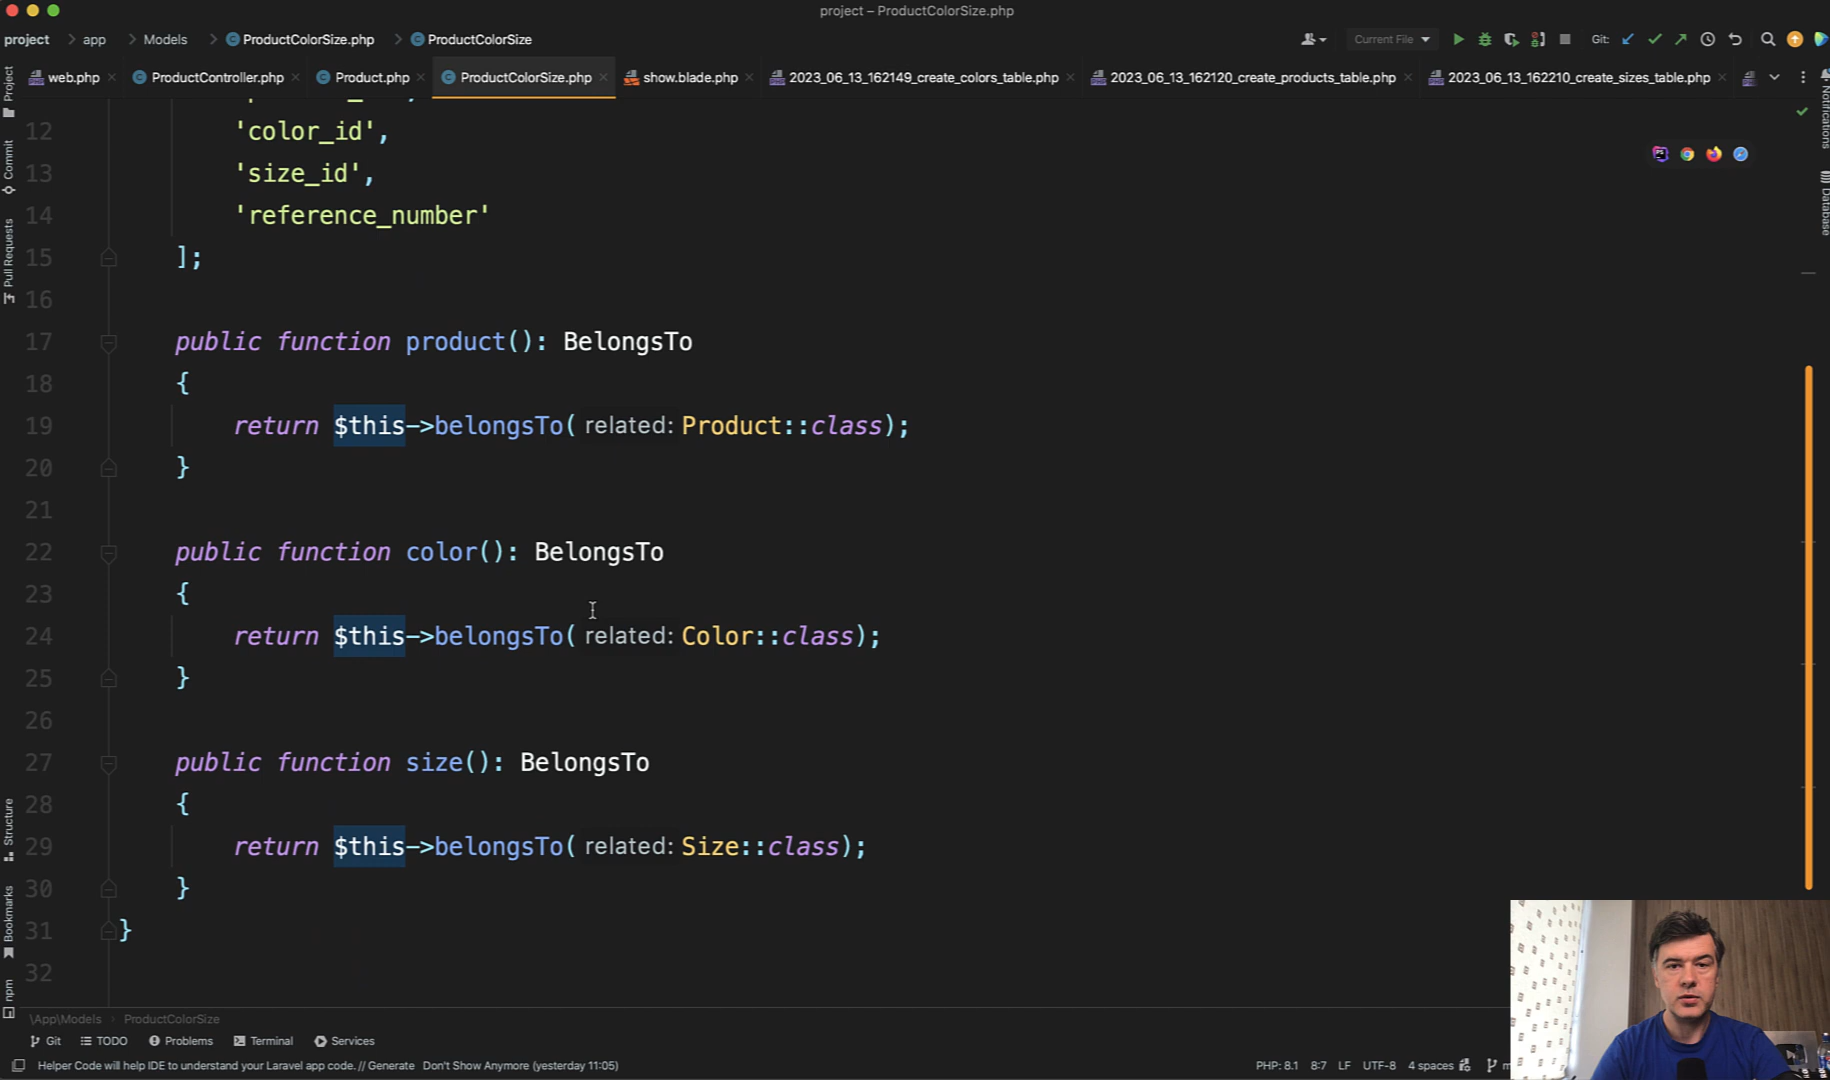 project – ProductColorSize.php
project app Models ProductColorSize.php ProductColorSize
Current File Git:
web.php ProductController.php Product.php ProductColorSize.php show.blade.php 2023_06_13_162149_create_colors_table.php 2023_06_13_162120_create_products_table.php 2023_06_13_162210_create_sizes_table.php
Project
Commit
Pull Requests
Structure
Bookmarks
npm
Notifications
Database
12 'color_id',
13 'size_id',
14 'reference_number'
15 ];
16
17 public function product(): BelongsTo
18 {
19 return $this->belongsTo( related: Product::class);
20 }
21
22 public function color(): BelongsTo
23 {
24 return $this->belongsTo( related: Color::class);
25 }
26
27 public function size(): BelongsTo
28 {
29 return $this->belongsTo( related: Size::class);
30 }
31 }
32
\App\Models ProductColorSize
Git TODO Problems Terminal Services
Helper Code will help IDE to understand your Laravel app code. // Generate Don't Show Anymore (yesterday 11:05) PHP: 8.1 8:7 LF UTF-8 4 spaces